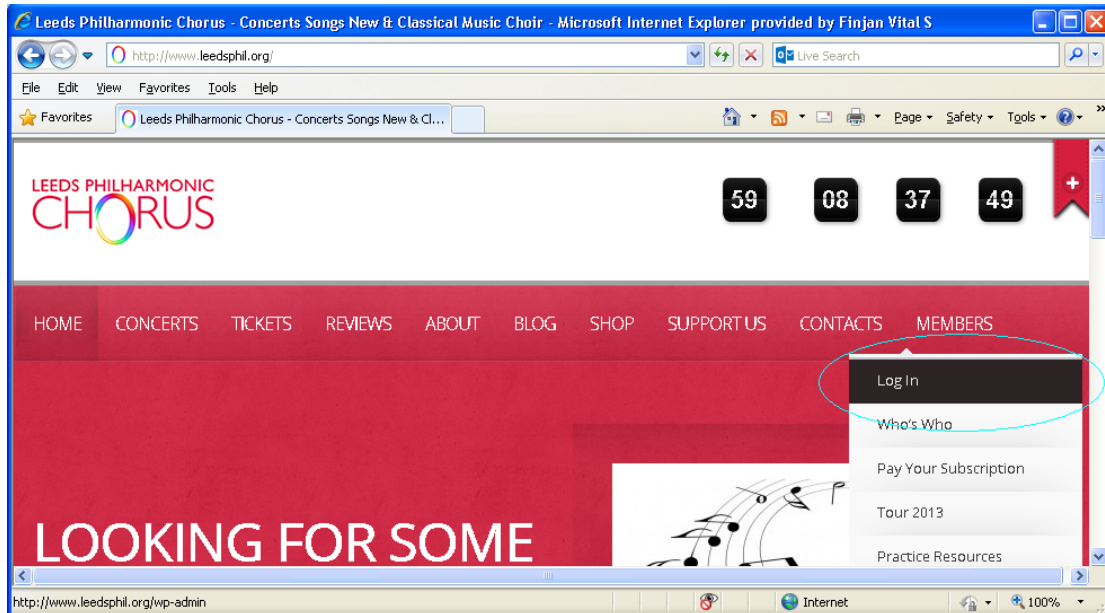 Leeds Philharmonic Chorus - Concerts Songs New & Classical Music Choir - Microsoft Internet Explorer provided by Finjan Vital S
http://www.leedsphil.org/
Live Search
File Edit View Favorites Tools Help
Favorites Leeds Philharmonic Chorus - Concerts Songs New & Cl... Page Safety Tools
LEEDS PHILHARMONIC
CHORUS
59 08 37 49
HOME CONCERTS TICKETS REVIEWS ABOUT BLOG SHOP SUPPORT US CONTACTS MEMBERS
Log In
Who's Who
Pay Your Subscription
Tour 2013
Practice Resources
LOOKING FOR SOME
http://www.leedsphil.org/wp-admin Internet 100%